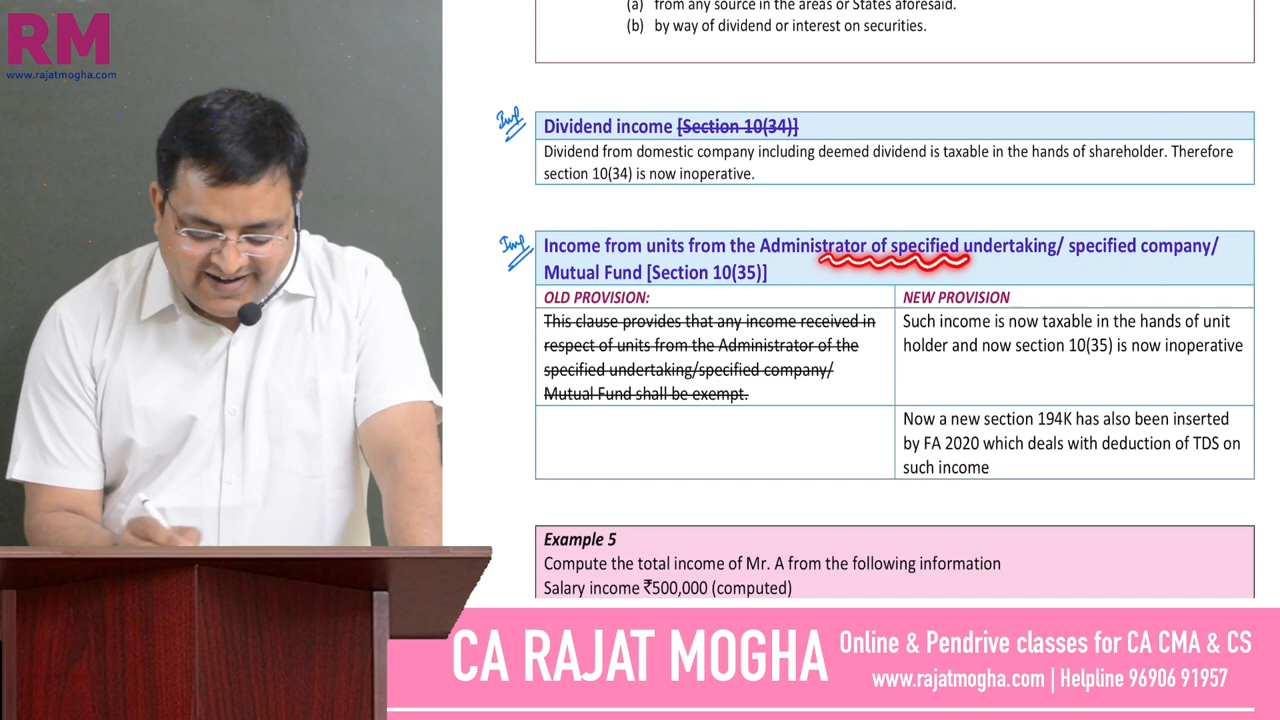 RM
www.rajatmogha.com
(a) from any source in the areas or States aforesaid.
(b) by way of dividend or interest on securities.
Imp
Dividend income [Section 10(34)]
Dividend from domestic company including deemed dividend is taxable in the hands of shareholder. Therefore
section 10(34) is now inoperative.
Imp
Income from units from the Administrator of specified undertaking/ specified company/
Mutual Fund [Section 10(35)]
OLD PROVISION:
This clause provides that any income received in
respect of units from the Administrator of the
specified undertaking/specified company/
Mutual Fund shall be exempt.
NEW PROVISION
Such income is now taxable in the hands of unit
holder and now section 10(35) is now inoperative
Now a new section 194K has also been inserted
by FA 2020 which deals with deduction of TDS on
such income
Example 5
Compute the total income of Mr. A from the following information
Salary income ₹500,000 (computed)
CA RAJAT MOGHA
Online & Pendrive classes for CA CMA & CS
www.rajatmogha.com | Helpline 96906 91957